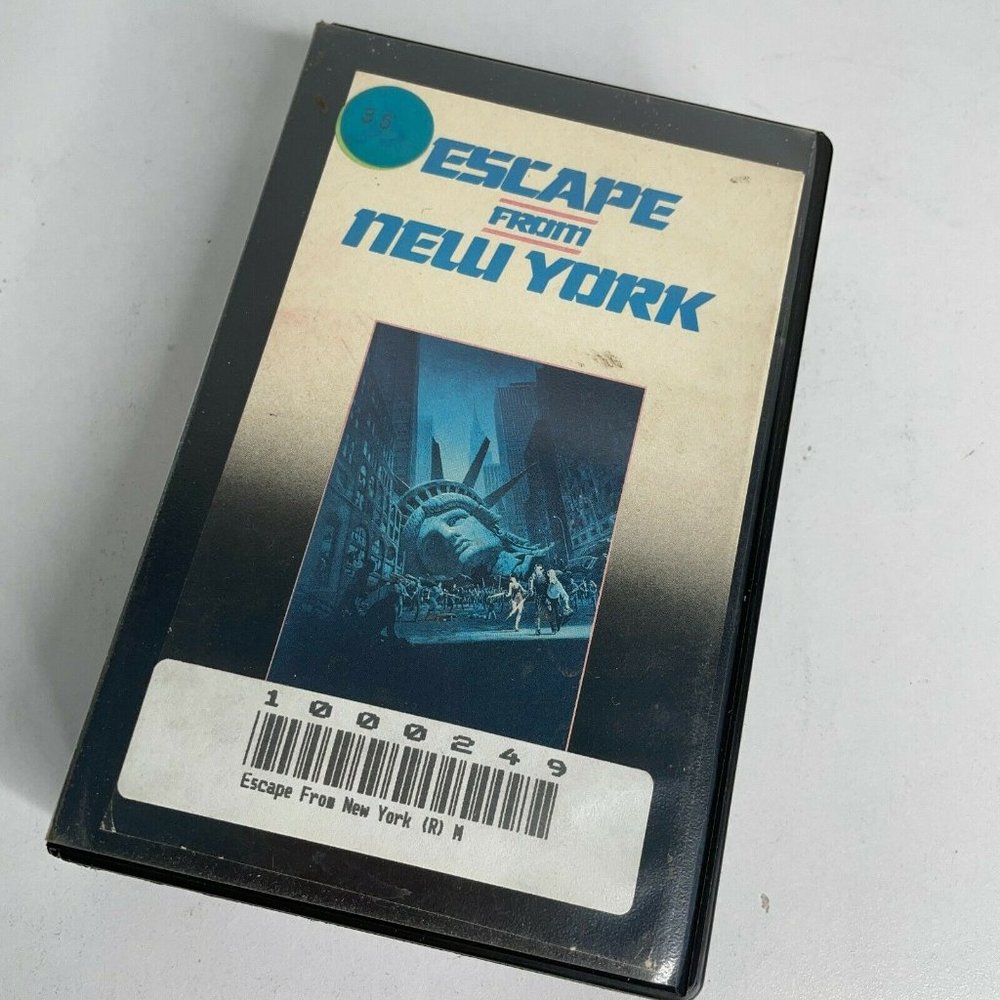 ESCAPE
FROM
NEW YORK
1000249
Escape From New York (R) M